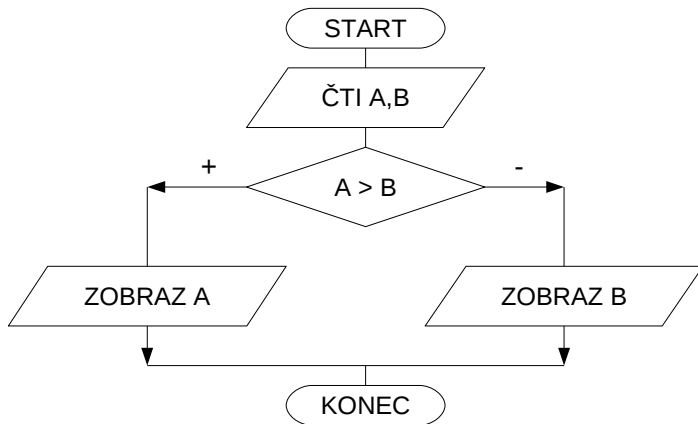 START
ČTI A,B
+
A > B
-
ZOBRAZ A
ZOBRAZ B
KONEC